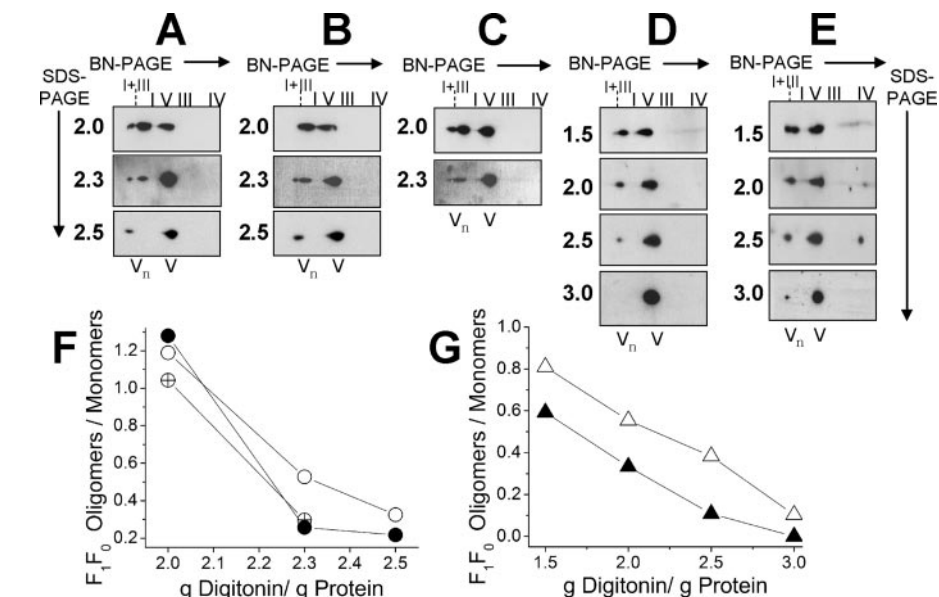 A B C D E
BN-PAGE BN-PAGE BN-PAGE BN-PAGE BN-PAGE
SDS-
PAGE
I+III I V III IV
I+III I V III IV
I+III I V III IV
I+III I V III IV
I+III I V III IV
SDS-
PAGE
2.0 2.0 2.0 1.5 1.5
2.3 2.3 2.3 2.0 2.0
2.5 2.5 2.5 2.5
3.0 3.0
Vn V
Vn V
Vn V
Vn V
Vn V
F
F1F0 Oligomers / Monomers
1.2
1.0
0.8
0.6
0.4
0.2
2.0 2.1 2.2 2.3 2.4 2.5
g Digitonin/ g Protein
G
F1F0 Oligomers / Monomers
1.0
0.8
0.6
0.4
0.2
0.0
1.5 2.0 2.5 3.0
g Digitonin/ g Protein